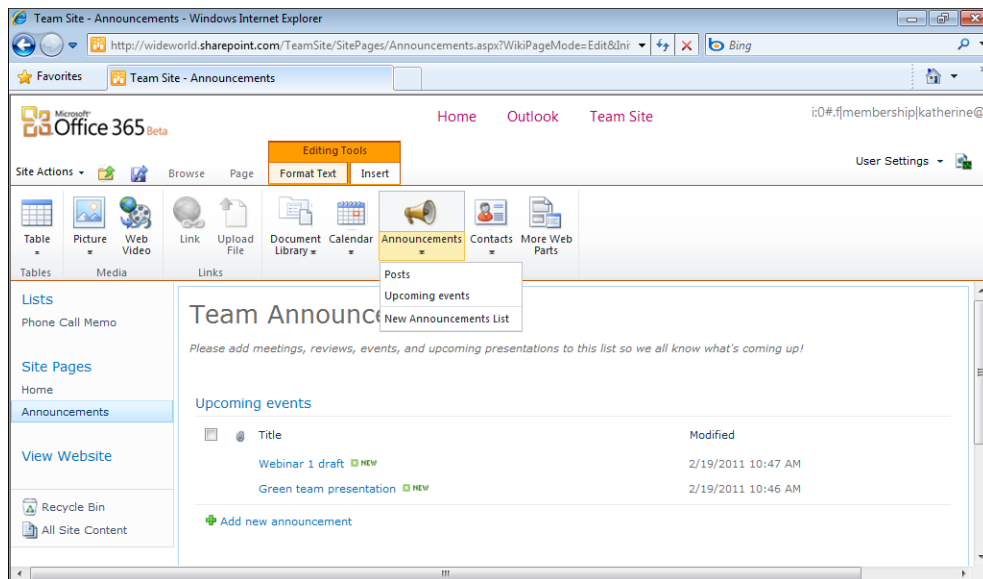 Team Site - Announcements - Windows Internet Explorer
http://wideworld.sharepoint.com/TeamSite/SitePages/Announcements.aspx?WikiPageMode=Edit&Ini
Bing
Favorites
Team Site - Announcements
Microsoft
Office 365 Beta
Home Outlook Team Site
i:0#.f|membership|katherine@
Editing Tools
User Settings
Site Actions Browse Page Format Text Insert
Table Picture Web Video Link Upload File Document Library Calendar Announcements Contacts More Web Parts
Tables Media Links
Posts
Upcoming events
New Announcements List
Lists
Phone Call Memo
Site Pages
Home
Announcements
View Website
Recycle Bin
All Site Content
Team Announce
Please add meetings, reviews, events, and upcoming presentations to this list so we all know what's coming up!
Upcoming events
Title Modified
Webinar 1 draft NEW 2/19/2011 10:47 AM
Green team presentation NEW 2/19/2011 10:46 AM
Add new announcement